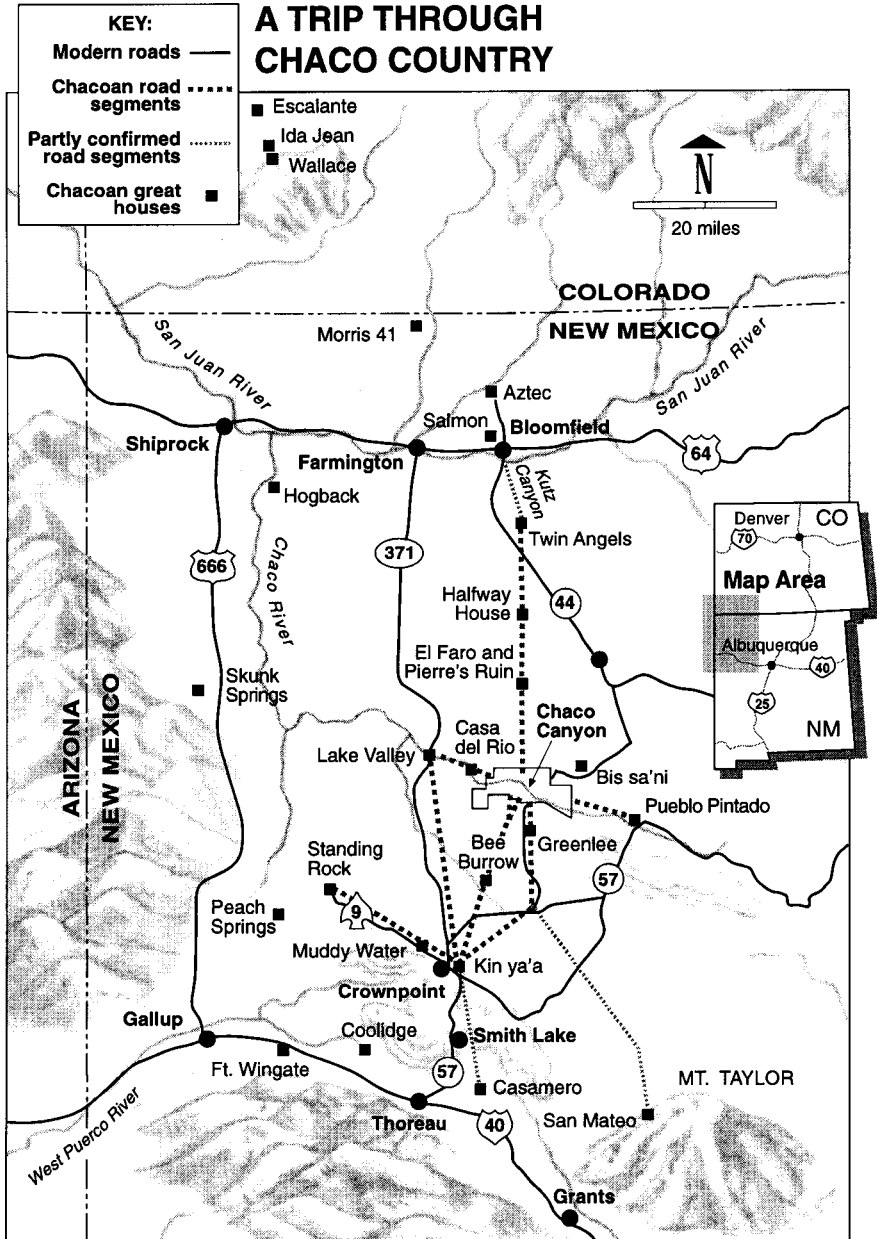 A TRIP THROUGH
CHACO COUNTRY
KEY:
Modern roads
Chacoan road
segments
Partly confirmed
road segments
Chacoan great
houses
Escalante
Ida Jean
Wallace
N
20 miles
COLORADO
NEW MEXICO
Morris 41
San Juan River
San Juan River
Aztec
Salmon
Bloomfield
Shiprock
Farmington
64
Kutz
Canyon
Hogback
Twin Angels
Denver
CO
70
Map Area
Albuquerque
40
25
NM
666
371
Chaco River
Halfway
House
44
El Faro and
Pierre's Ruin
Skunk
Springs
ARIZONA
NEW MEXICO
Chaco
Canyon
Casa
del Rio
Lake Valley
Bis sa'ni
Pueblo Pintado
Greenlee
Bee
Burrow
Standing
Rock
57
9
Peach
Springs
Muddy Water
Kin ya'a
Crownpoint
Gallup
Coolidge
Smith Lake
Ft. Wingate
57
Casamero
MT. TAYLOR
Thoreau
40
San Mateo
West Puerco River
Grants